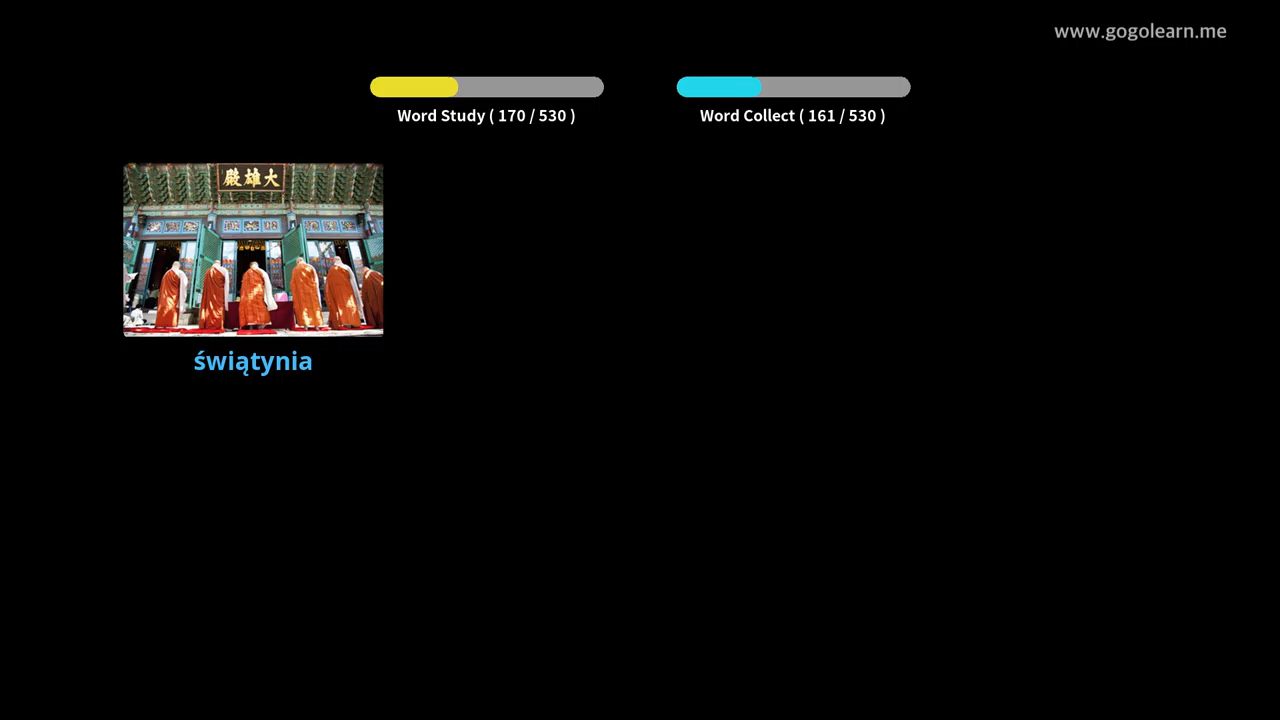 www.gogolearn.me
Word Study ( 170 / 530 )
Word Collect ( 161 / 530 )
殿雄大
świątynia